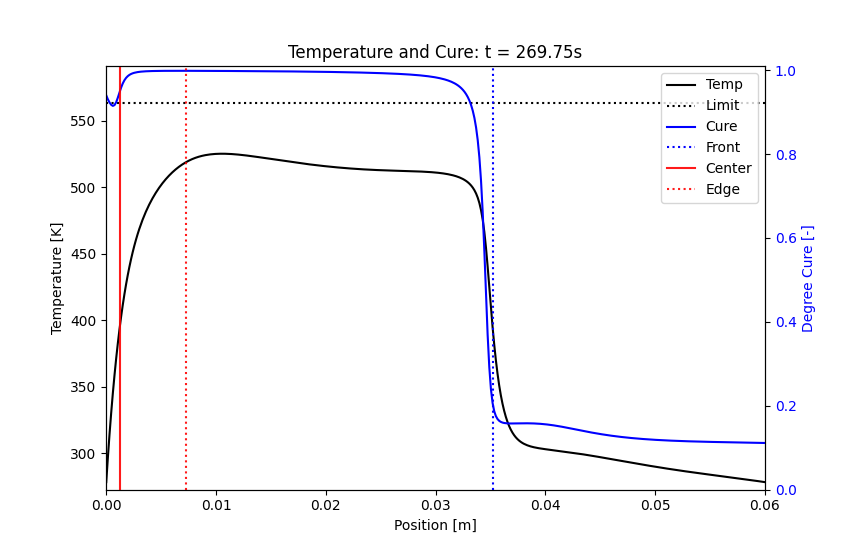 Temperature and Cure: t = 269.75s
Temp
Limit
Cure
Front
Center
Edge
Temperature [K]
550
500
450
400
350
300
Degree Cure [-]
1.0
0.8
0.6
0.4
0.2
0.0
0.00 0.01 0.02 0.03 0.04 0.05 0.06
Position [m]